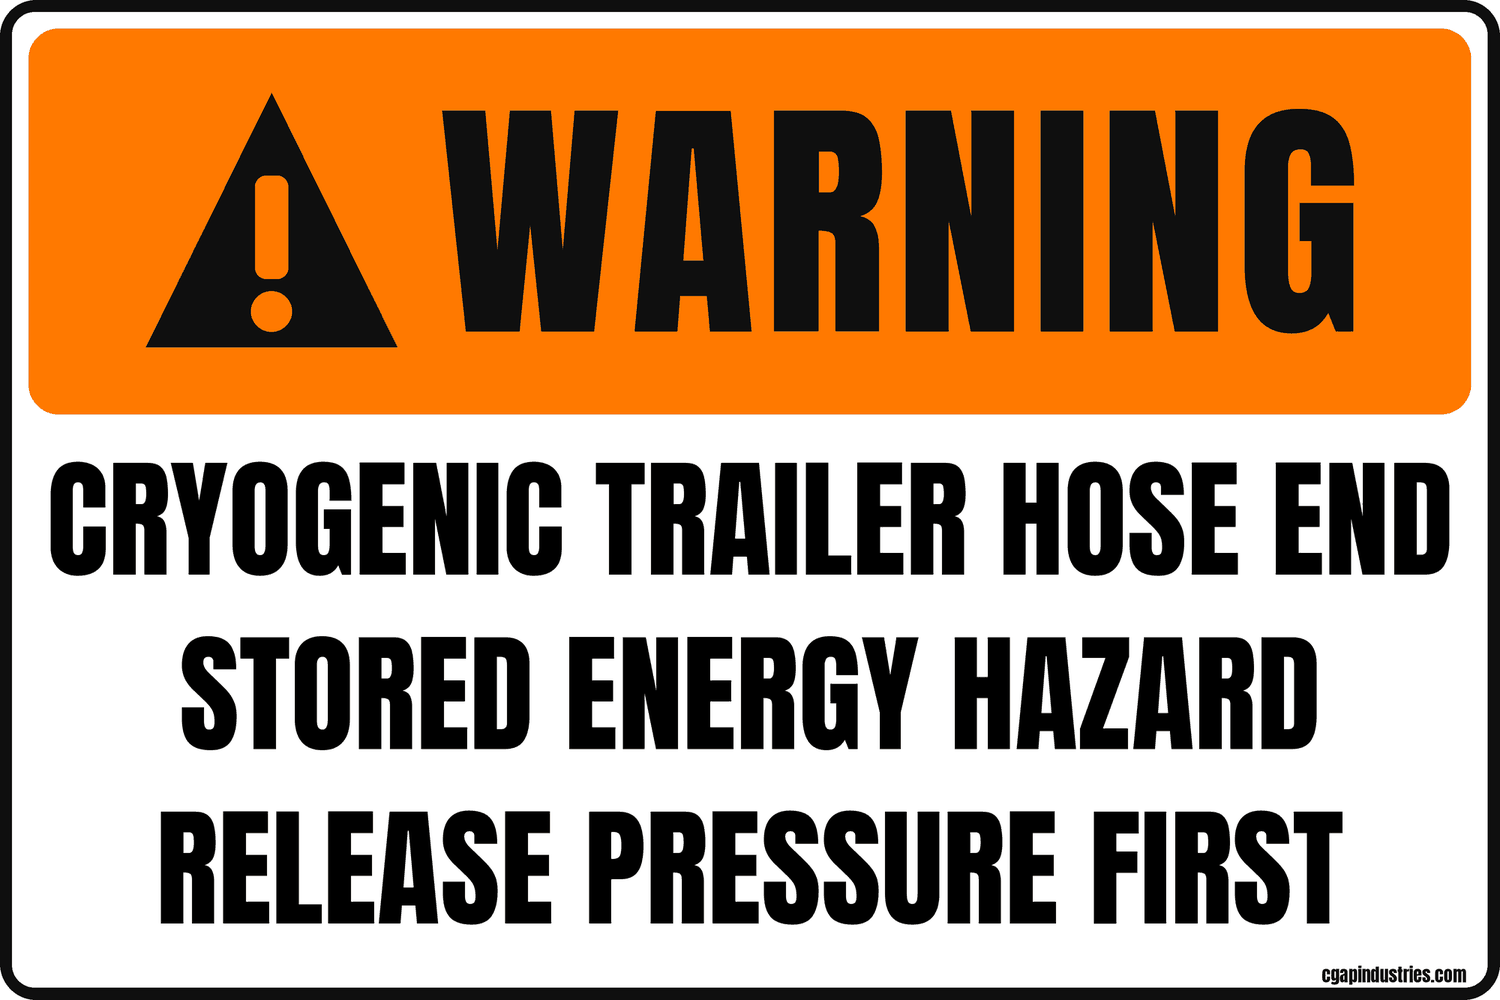 WARNING
CRYOGENIC TRAILER HOSE END
STORED ENERGY HAZARD
RELEASE PRESSURE FIRST
cgapindustries.com